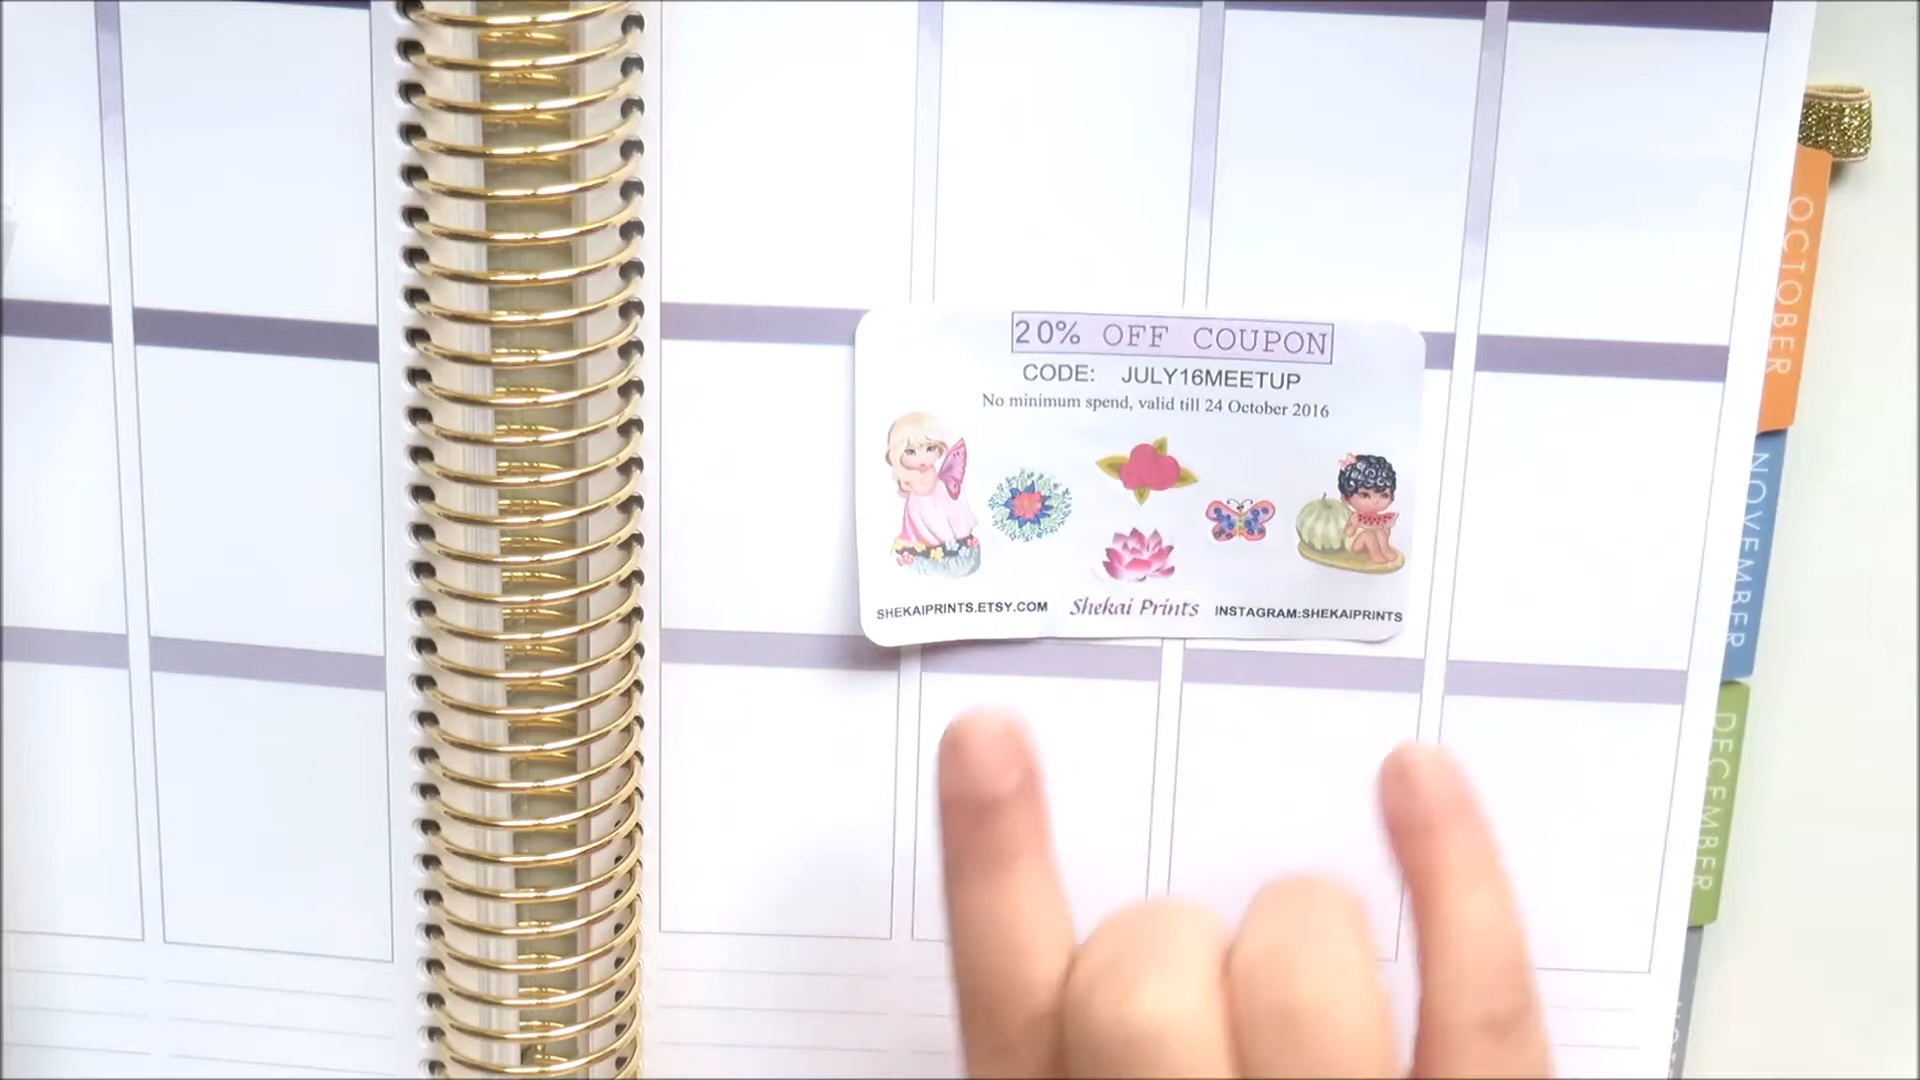 20% OFF COUPON
CODE: JULY16MEETUP
No minimum spend, valid till 24 October 2016
SHEKAIPRINTS.ETSY.COM Shekai Prints INSTAGRAM:SHEKAIPRINTS
OCTOBER
NOVEMBER
DECEMBER